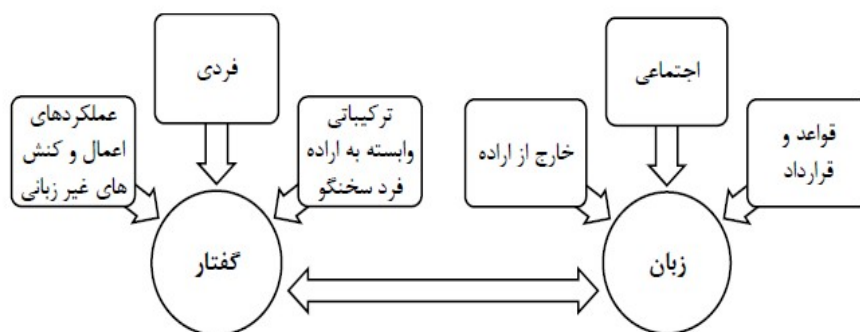 اجتماعی
قواعد و
قرارداد
خارج از اراده
زبان
فردی
ترکیباتی
وابسته به اراده
فرد سخنگو
عملکردهای
اعمال و کنش
های غیر زبانی
گفتار